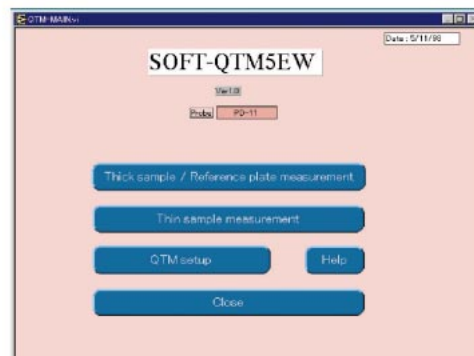 QTM-MAIN.vi
Date: 5/11/98
SOFT-QTM5EW
Ver1.0
Probe PD-11
Thick sample / Reference plate measurement
Thin sample measurement
QTM setup Help
Close